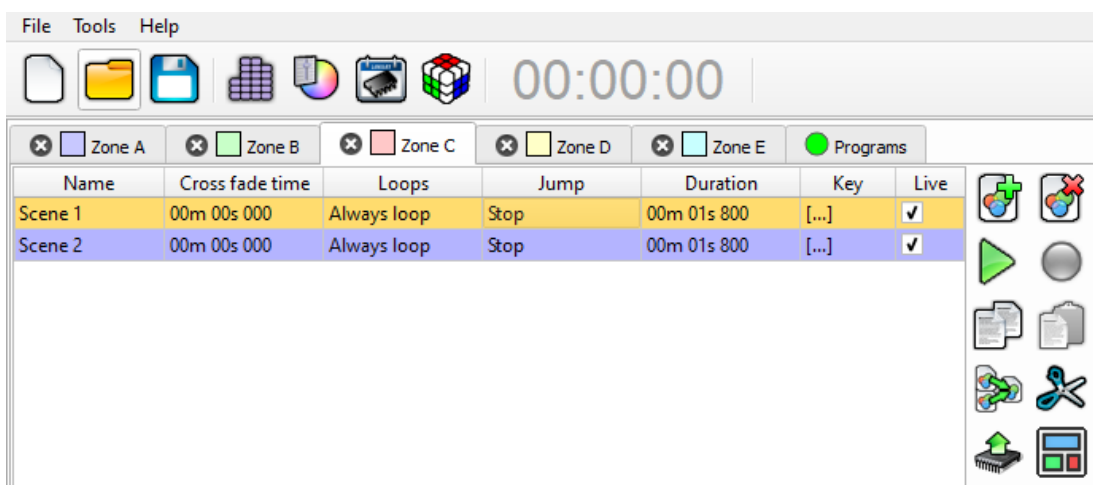 File Tools Help
00:00:00
Zone A Zone B Zone C Zone D Zone E Programs
Name Cross fade time Loops Jump Duration Key Live
Scene 1 00m 00s 000 Always loop Stop 00m 01s 800 [...]
Scene 2 00m 00s 000 Always loop Stop 00m 01s 800 [...]